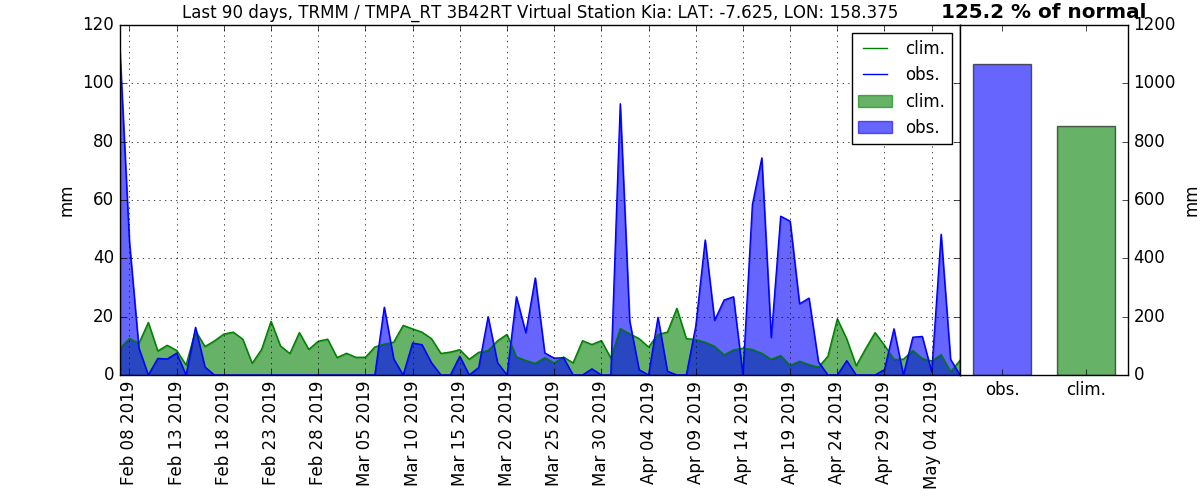 Last 90 days, TRMM / TMPA_RT 3B42RT Virtual Station Kia: LAT: -7.625, LON: 158.375
125.2 % of normal
120
100
80
60
40
20
0
mm
clim.
obs.
clim.
obs.
1200
1000
800
600
400
200
0
mm
obs.
clim.
Feb 08 2019
Feb 13 2019
Feb 18 2019
Feb 23 2019
Feb 28 2019
Mar 05 2019
Mar 10 2019
Mar 15 2019
Mar 20 2019
Mar 25 2019
Mar 30 2019
Apr 04 2019
Apr 09 2019
Apr 14 2019
Apr 19 2019
Apr 24 2019
Apr 29 2019
May 04 2019